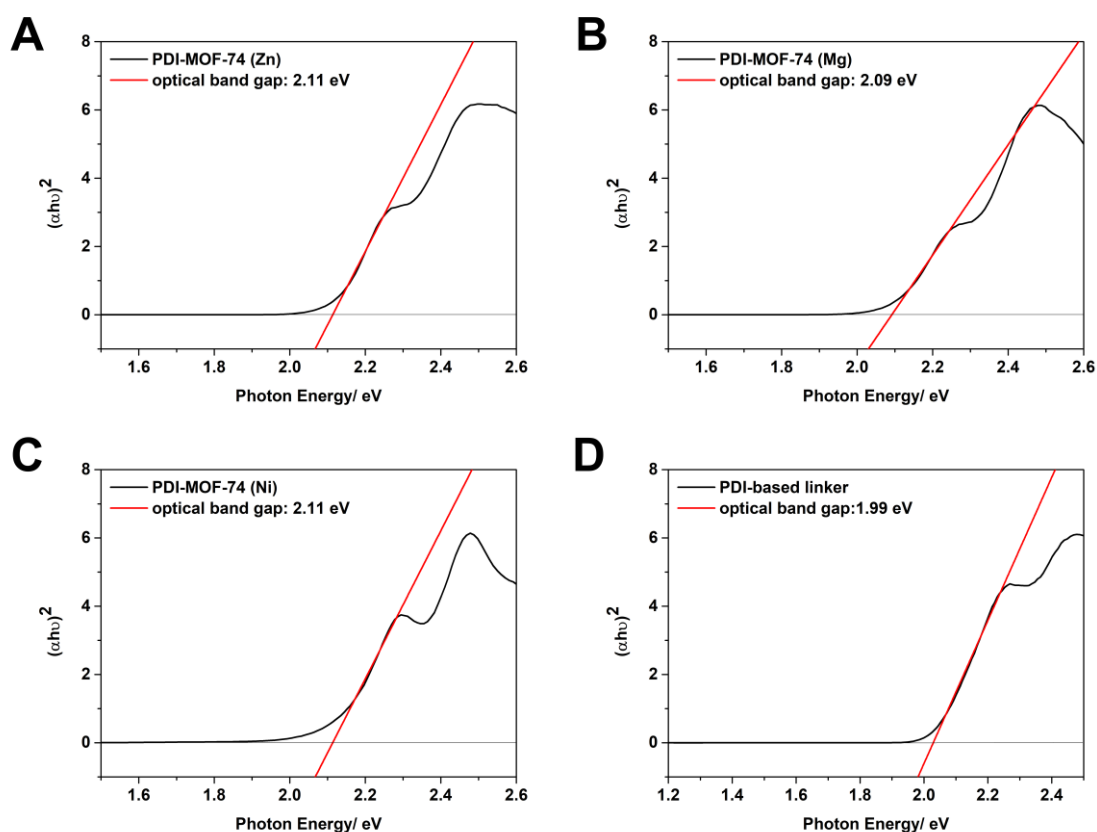 A
PDI-MOF-74 (Zn)
optical band gap: 2.11 eV
(αhυ)2
8
6
4
2
0
1.6 1.8 2.0 2.2 2.4 2.6
Photon Energy/ eV
B
PDI-MOF-74 (Mg)
optical band gap: 2.09 eV
(αhυ)2
8
6
4
2
0
1.6 1.8 2.0 2.2 2.4 2.6
Photon Energy/ eV
C
PDI-MOF-74 (Ni)
optical band gap: 2.11 eV
(αhυ)2
8
6
4
2
0
1.6 1.8 2.0 2.2 2.4 2.6
Photon Energy/ eV
D
PDI-based linker
optical band gap:1.99 eV
(αhυ)2
8
6
4
2
0
1.2 1.4 1.6 1.8 2.0 2.2 2.4
Photon Energy/ eV